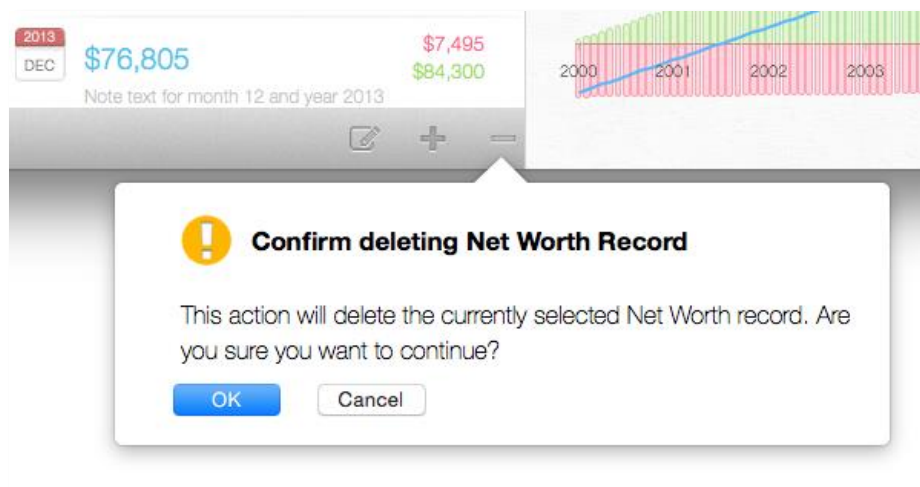 2013
DEC
$76,805
$7,495
$84,300
Note text for month 12 and year 2013
2000 2001 2002 2003
Confirm deleting Net Worth Record
This action will delete the currently selected Net Worth record. Are
you sure you want to continue?
OK Cancel